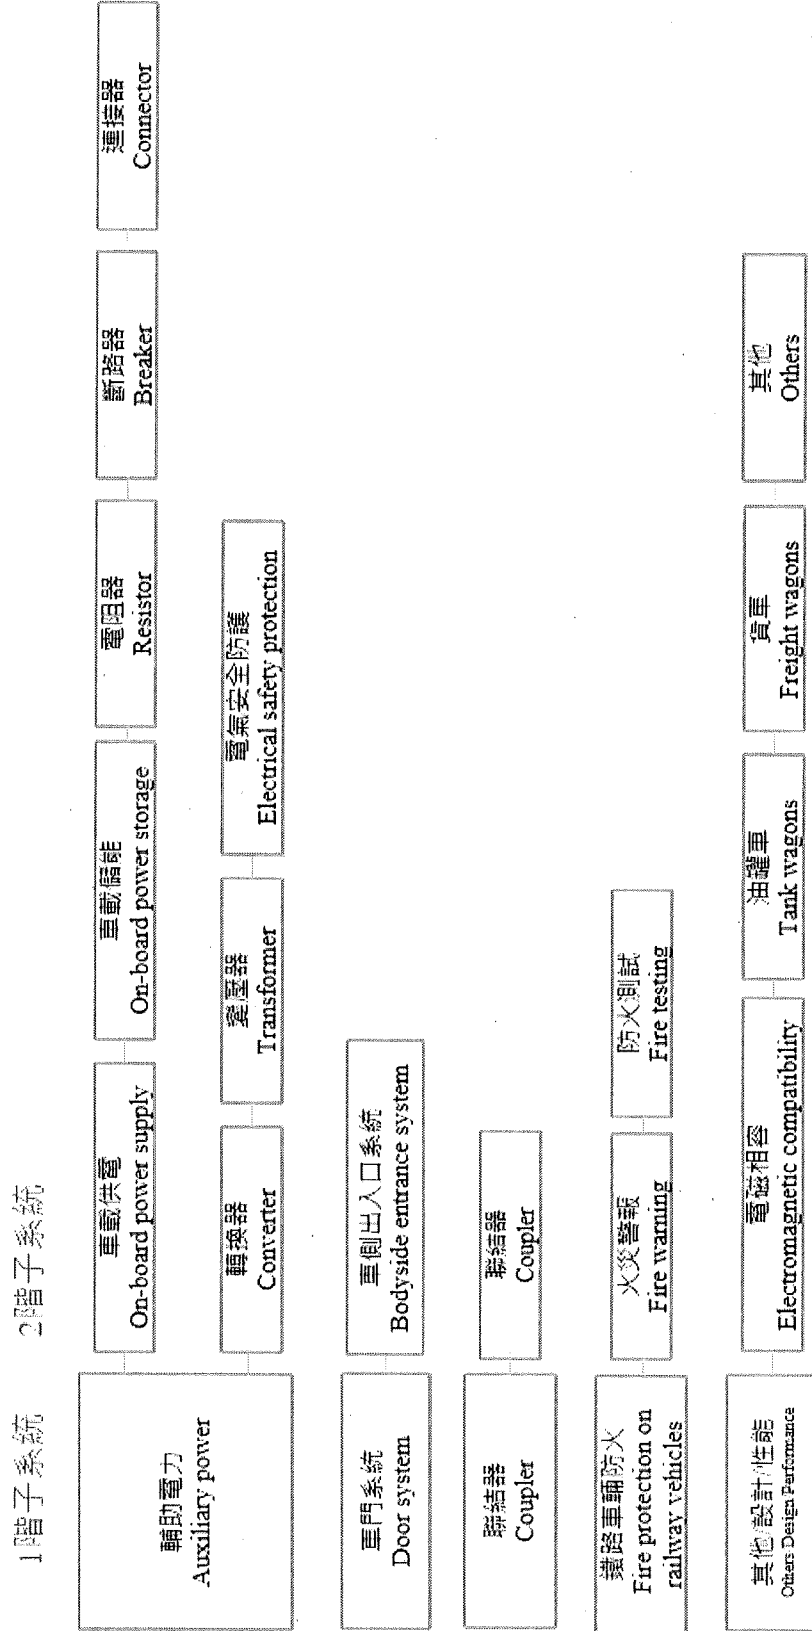 1階子系統
2階子系統
輔助電力
Auxiliary power
車載供電
On-board power supply
車載儲能
On-board power storage
電阻器
Resistor
斷路器
Breaker
連接器
Connector
轉換器
Converter
變壓器
Transformer
電氣安全防護
Electrical safety protection
車門系統
Door system
車側出入口系統
Bodyside entrance system
聯結器
Coupler
聯結器
Coupler
鐵路車輛防火
Fire protection on
railway vehicles
火災警報
Fire warning
防火測試
Fire testing
其他/設計/性能
Others Design Performance
電磁相容
Electromagnetic compatibility
油罐車
Tank wagons
貨車
Freight wagons
其他
Others